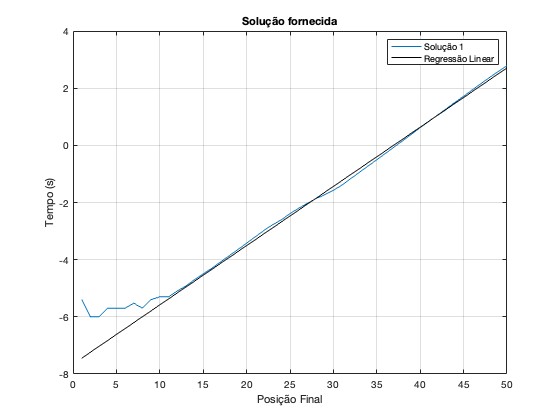 Solução fornecida
Solução 1
Regressão Linear
4
2
0
-2
-4
-6
-8
Tempo (s)
0 5 10 15 20 25 30 35 40 45 50
Posição Final